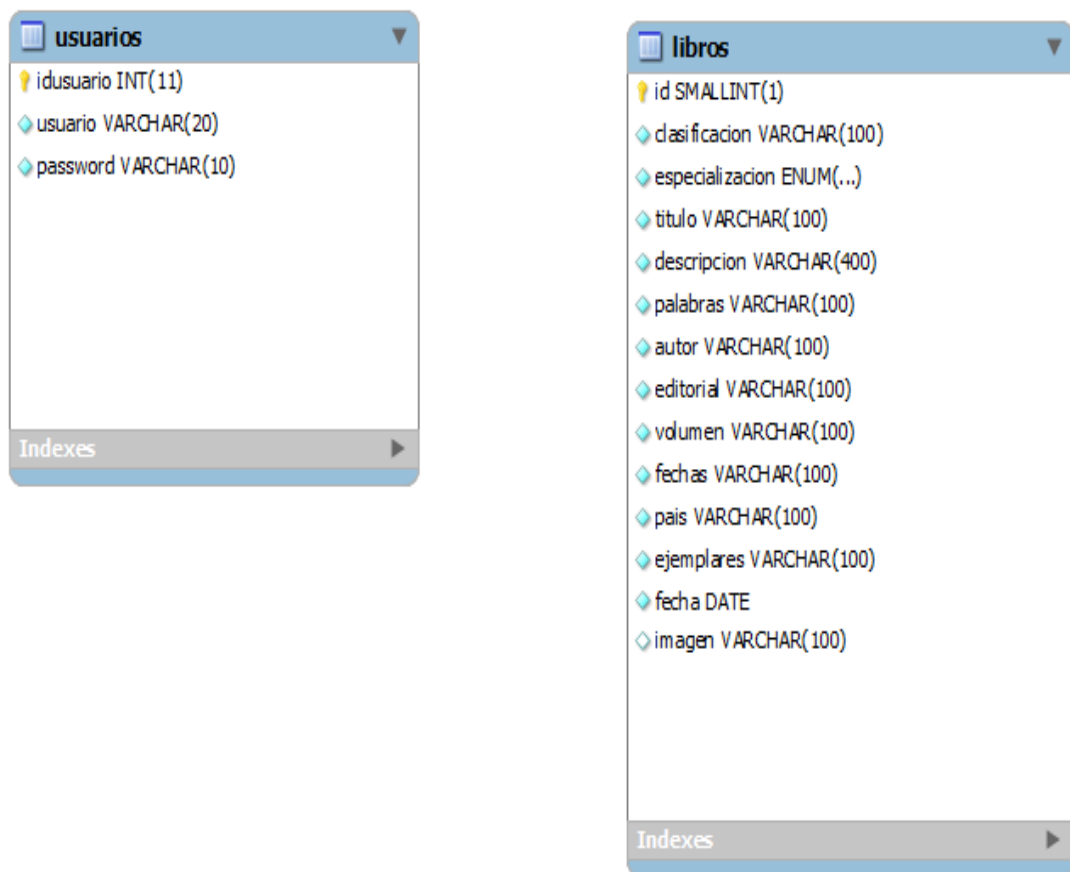 usuarios
idusuario INT(11)
usuario VARCHAR(20)
password VARCHAR(10)
Indexes
libros
id SMALLINT(1)
clasificacion VARCHAR(100)
especializacion ENUM(...)
titulo VARCHAR(100)
descripcion VARCHAR(400)
palabras VARCHAR(100)
autor VARCHAR(100)
editorial VARCHAR(100)
volumen VARCHAR(100)
fechas VARCHAR(100)
pais VARCHAR(100)
ejemplares VARCHAR(100)
fecha DATE
imagen VARCHAR(100)
Indexes